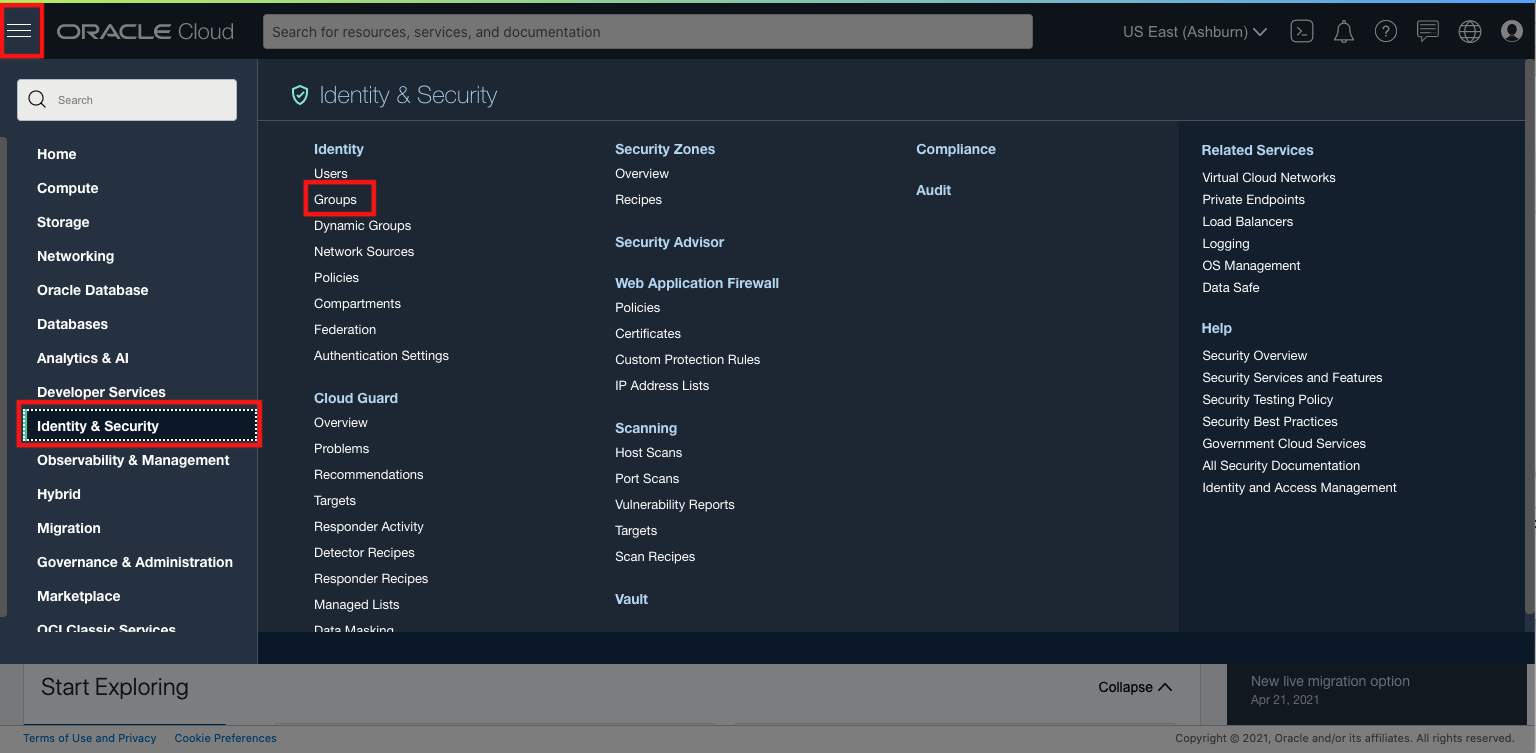 ORACLE Cloud
Search for resources, services, and documentation
US East (Ashburn)
Search
Home
Compute
Storage
Networking
Oracle Database
Databases
Analytics & AI
Developer Services
Identity & Security
Observability & Management
Hybrid
Migration
Governance & Administration
Marketplace
OCI Classic Services
Identity & Security
Identity
Users
Groups
Dynamic Groups
Network Sources
Policies
Compartments
Federation
Authentication Settings
Cloud Guard
Overview
Problems
Recommendations
Targets
Responder Activity
Detector Recipes
Responder Recipes
Managed Lists
Data Masking
Security Zones
Overview
Recipes
Security Advisor
Web Application Firewall
Policies
Certificates
Custom Protection Rules
IP Address Lists
Scanning
Host Scans
Port Scans
Vulnerability Reports
Targets
Scan Recipes
Vault
Compliance
Audit
Related Services
Virtual Cloud Networks
Private Endpoints
Load Balancers
Logging
OS Management
Data Safe
Help
Security Overview
Security Services and Features
Security Testing Policy
Security Best Practices
Government Cloud Services
All Security Documentation
Identity and Access Management
Start Exploring
Collapse
New live migration option
Apr 21, 2021
Terms of Use and Privacy
Cookie Preferences
Copyright © 2021, Oracle and/or its affiliates. All rights reserved.